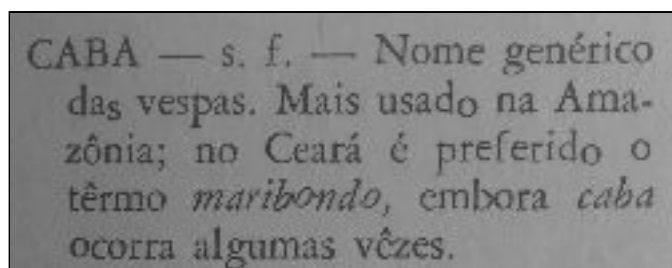 CABA — s. f. — Nome genérico
das vespas. Mais usado na Ama-
zônia; no Ceará é preferido o
têrmo maribondo, embora caba
ocorra algumas vêzes.